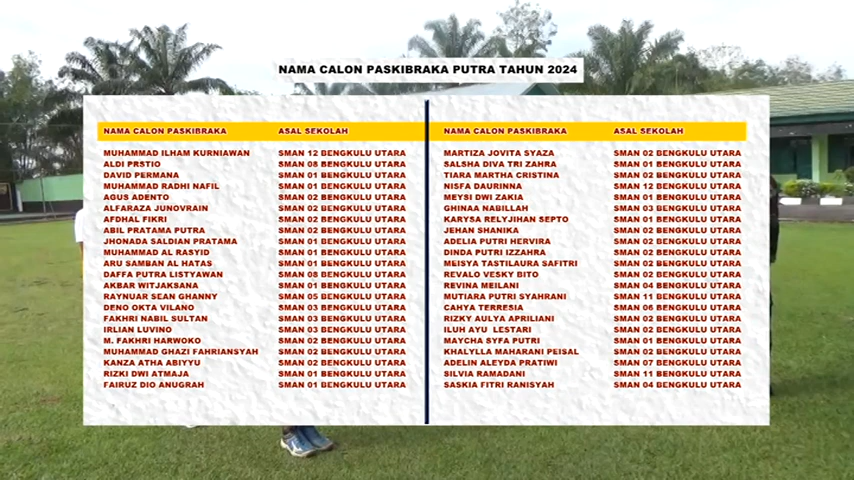 NAMA CALON PASKIBRAKA PUTRA TAHUN 2024
NAMA CALON PASKIBRAKA ASAL SEKOLAH
MUHAMMAD ILHAM KURNIAWAN SMAN 12 BENGKULU UTARA
ALDI PRSTIO SMAN 08 BENGKULU UTARA
DAVID PERMANA SMAN 01 BENGKULU UTARA
MUHAMMAD RADHI NAFIL SMAN 01 BENGKULU UTARA
AGUS ADENTO SMAN 02 BENGKULU UTARA
ALFARAZA JUNOVRAIN SMAN 02 BENGKULU UTARA
AFDHAL FIKRI SMAN 01 BENGKULU UTARA
ABIL PRATAMA PUTRA SMAN 02 BENGKULU UTARA
JHONADA SALDIAN PRATAMA SMAN 01 BENGKULU UTARA
MUHAMMAD AL RASYID SMAN 01 BENGKULU UTARA
ARU SAMBAN AL HATAS SMAN 01 BENGKULU UTARA
DAFFA PUTRA LISTYAWAN SMAN 08 BENGKULU UTARA
AKBAR WITJAKSANA SMAN 01 BENGKULU UTARA
RAYNUAR SEAN GHANNY SMAN 05 BENGKULU UTARA
DENO OKTA VILANO SMAN 03 BENGKULU UTARA
FAKHRI NABIL SULTAN SMAN 03 BENGKULU UTARA
IRLIAN LUVINO SMAN 03 BENGKULU UTARA
M. FAKHRI HARWOKO SMAN 02 BENGKULU UTARA
MUHAMMAD GHAZI FAHRIANSYAH SMAN 02 BENGKULU UTARA
KANZA ATHA ABIYYU SMAN 02 BENGKULU UTARA
RIZKI DWI ATMAJA SMAN 01 BENGKULU UTARA
FAIRUZ DIO ANUGRAH SMAN 01 BENGKULU UTARA
NAMA CALON PASKIBRAKA ASAL SEKOLAH
MARTIZA JOVITA SYAZA SMAN 02 BENGKULU UTARA
SALSHA DIVA TRI ZAHRA SMAN 01 BENGKULU UTARA
TIARA MARTHA CRISTINA SMAN 02 BENGKULU UTARA
NISFA DAURINNA SMAN 12 BENGKULU UTARA
MEYSI DWI ZAKIA SMAN 01 BENGKULU UTARA
GHINAA NABILLAH SMAN 03 BENGKULU UTARA
KARYSA RELYJIHAN SEPTO SMAN 01 BENGKULU UTARA
JEHAN SHANIKA SMAN 02 BENGKULU UTARA
ADELIA PUTRI HERVIRA SMAN 02 BENGKULU UTARA
DINDA PUTRI IZZAHRA SMAN 02 BENGKULU UTARA
MEISYA TASTILAURA SAFITRI SMAN 02 BENGKULU UTARA
REVALO VESKY BITO SMAN 02 BENGKULU UTARA
REVINA MEILANI SMAN 04 BENGKULU UTARA
MUTIARA PUTRI SYAHRANI SMAN 11 BENGKULU UTARA
CAHYA TERRESIA SMAN 06 BENGKULU UTARA
RIZKY AULYA APRILIANI SMAN 02 BENGKULU UTARA
ILUH AYU LESTARI SMAN 02 BENGKULU UTARA
MAYCHA SYFA PUTRI SMAN 01 BENGKULU UTARA
KHALYLLA MAHARANI PEISAL SMAN 02 BENGKULU UTARA
ADELIN ALEYDA PRATIWI SMAN 07 BENGKULU UTARA
SILVIA RAMADANI SMAN 11 BENGKULU UTARA
SASKIA FITRI RANISYAH SMAN 04 BENGKULU UTARA